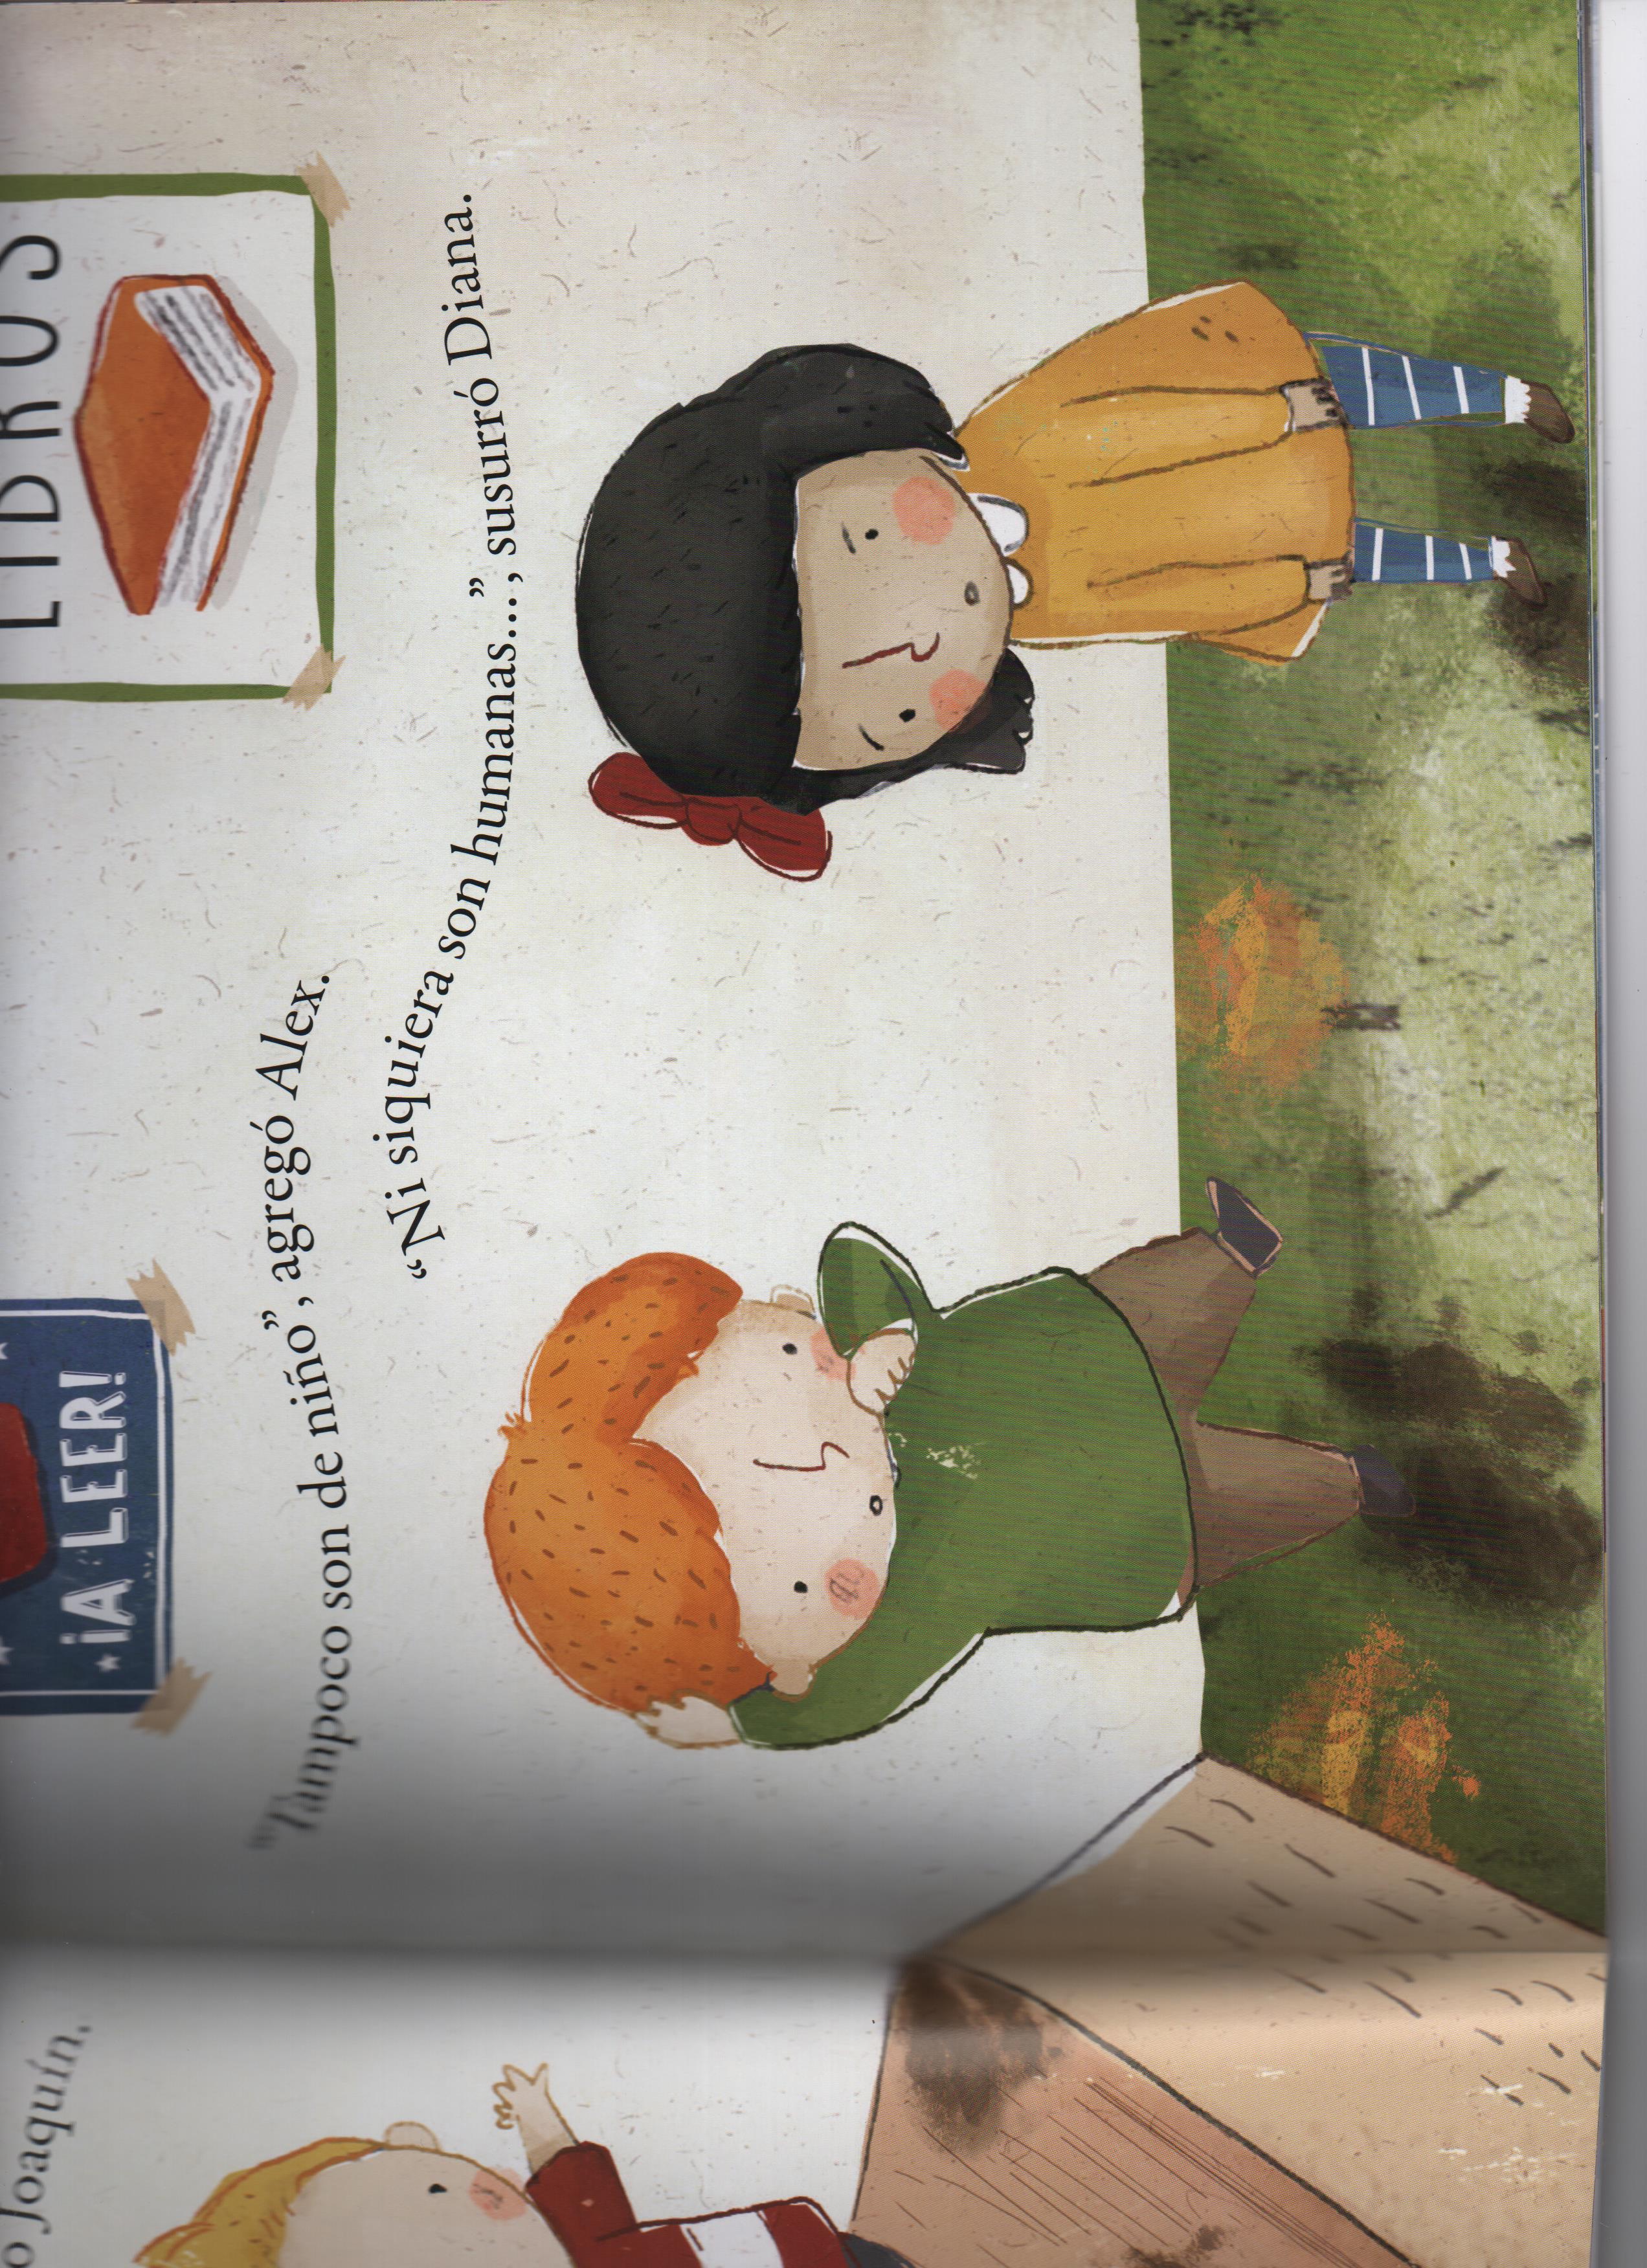 Joaquín.
¡A LEER!
LIBROS
“Tampoco son de niño”, agregó Alex.
“Ni siquiera son humanas...”, susurró Diana.